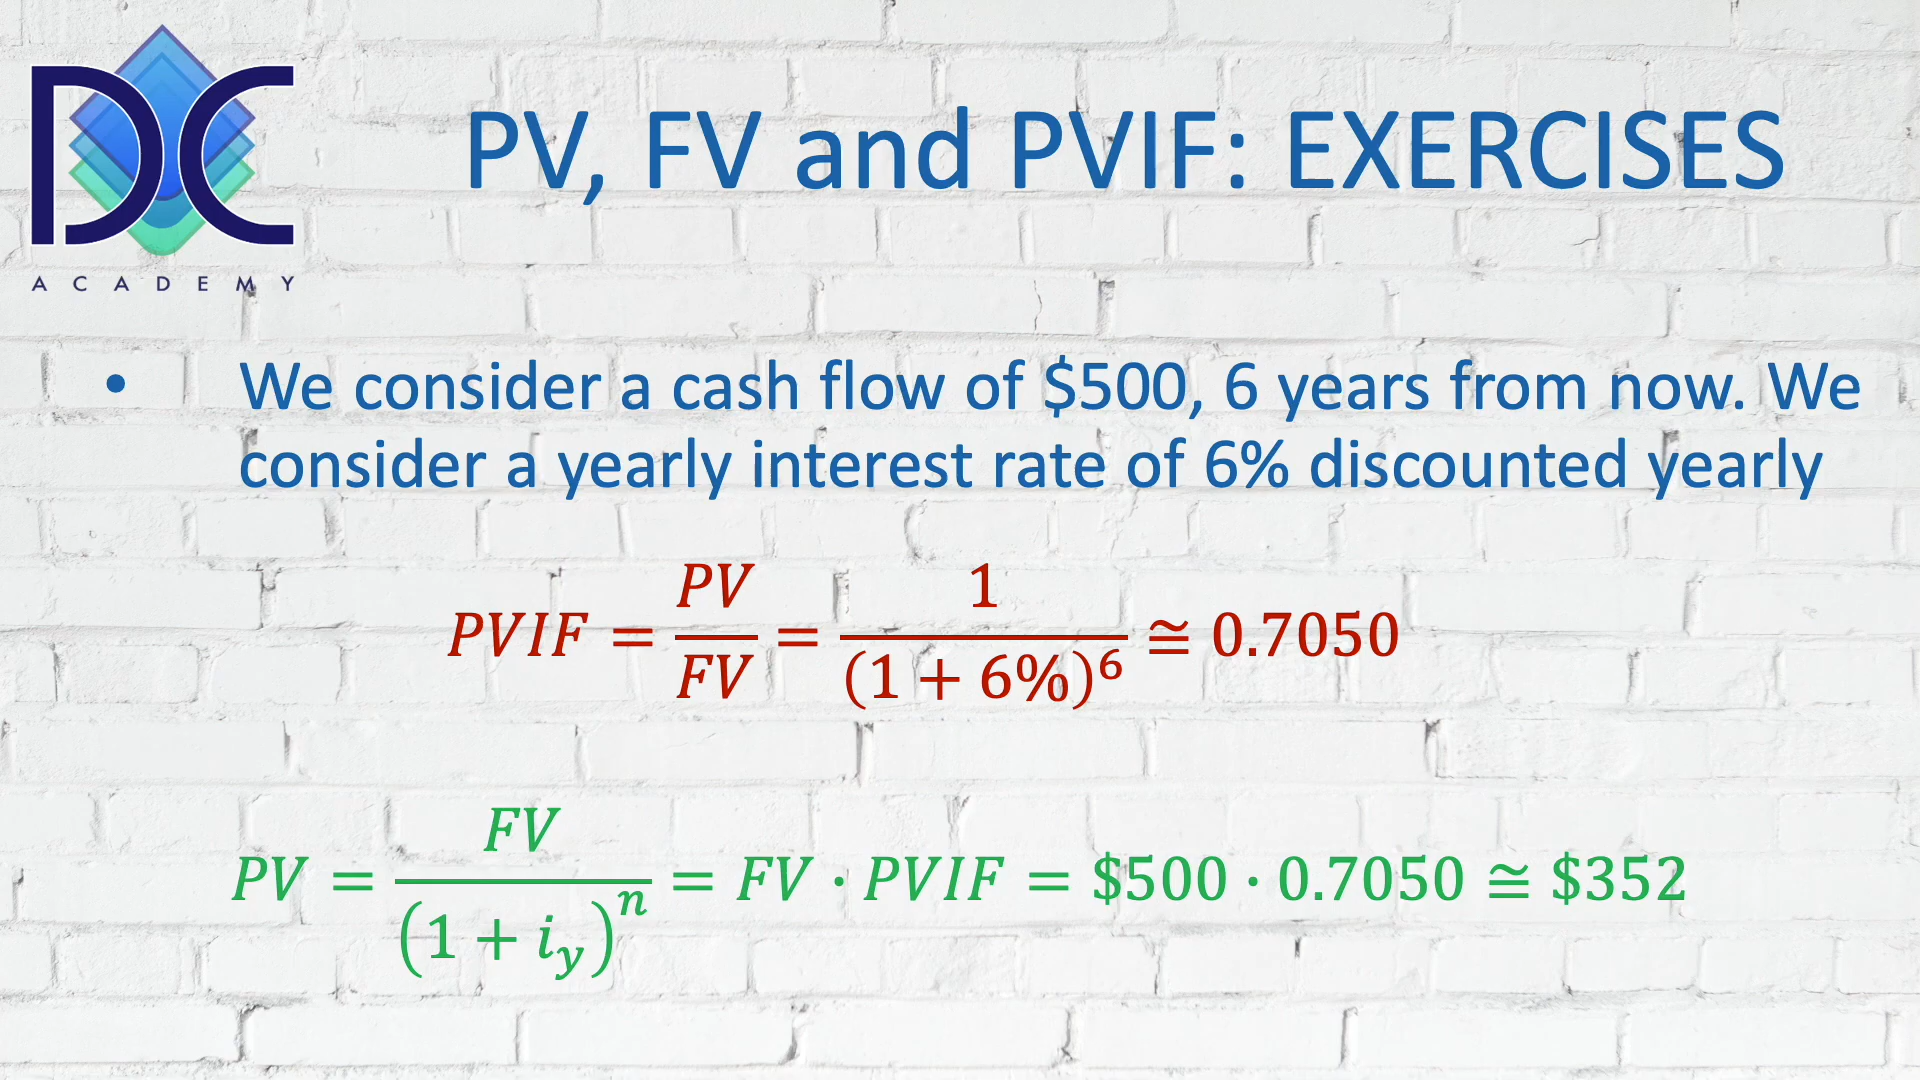 DC
ACADEMY
PV, FV and PVIF: EXERCISES
• We consider a cash flow of $500, 6 years from now. We
consider a yearly interest rate of 6% discounted yearly
PVIF = PV/FV = 1/(1 + 6%)⁶ ≅ 0.7050
PV = FV/(1 + i_y)ⁿ = FV · PVIF = $500 · 0.7050 ≅ $352